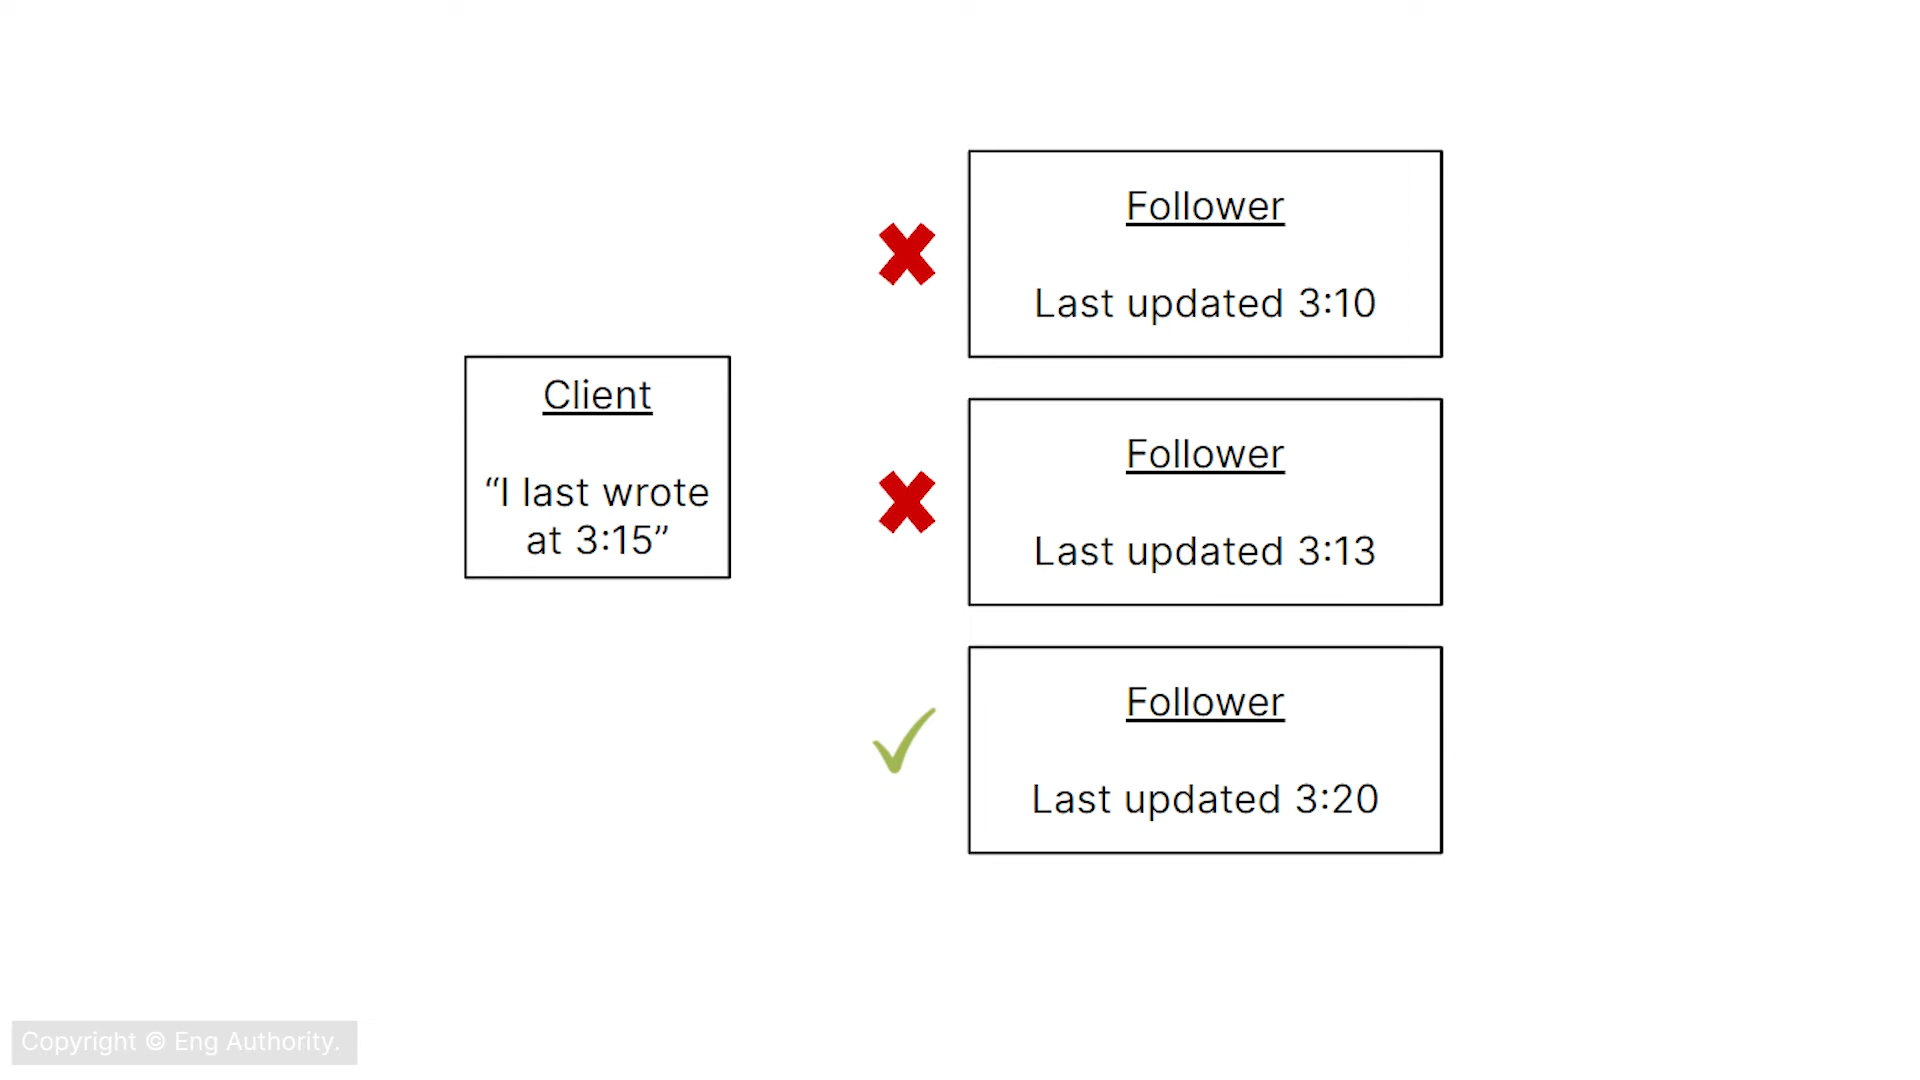 Client
“I last wrote
at 3:15”
Follower
Last updated 3:10
Follower
Last updated 3:13
Follower
Last updated 3:20
Copyright © Eng Authority.